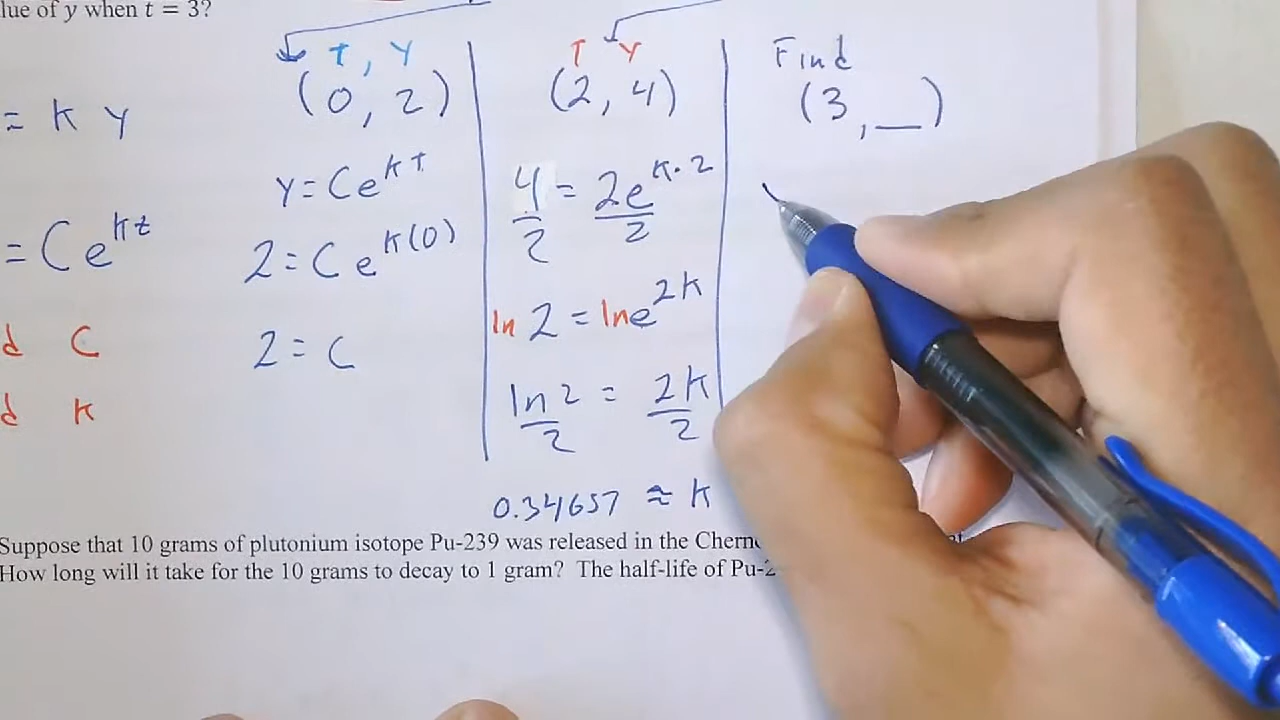 lue of y when t = 3?
= K Y
= Ce^{kt}
d C
d K
T, Y
(0, 2)
Y = Ce^{kt}
2 = Ce^{k(0)}
2 = C
T Y
(2, 4)
4/2 = 2e^{k·2}/2
ln 2 = ln e^{2k}
ln 2/2 = 2k/2
0.34657 ≈ K
Find
(3, __)
Suppose that 10 grams of plutonium isotope Pu-239 was released in the
How long will it take for the 10 grams to decay to 1 gram? The half-life of